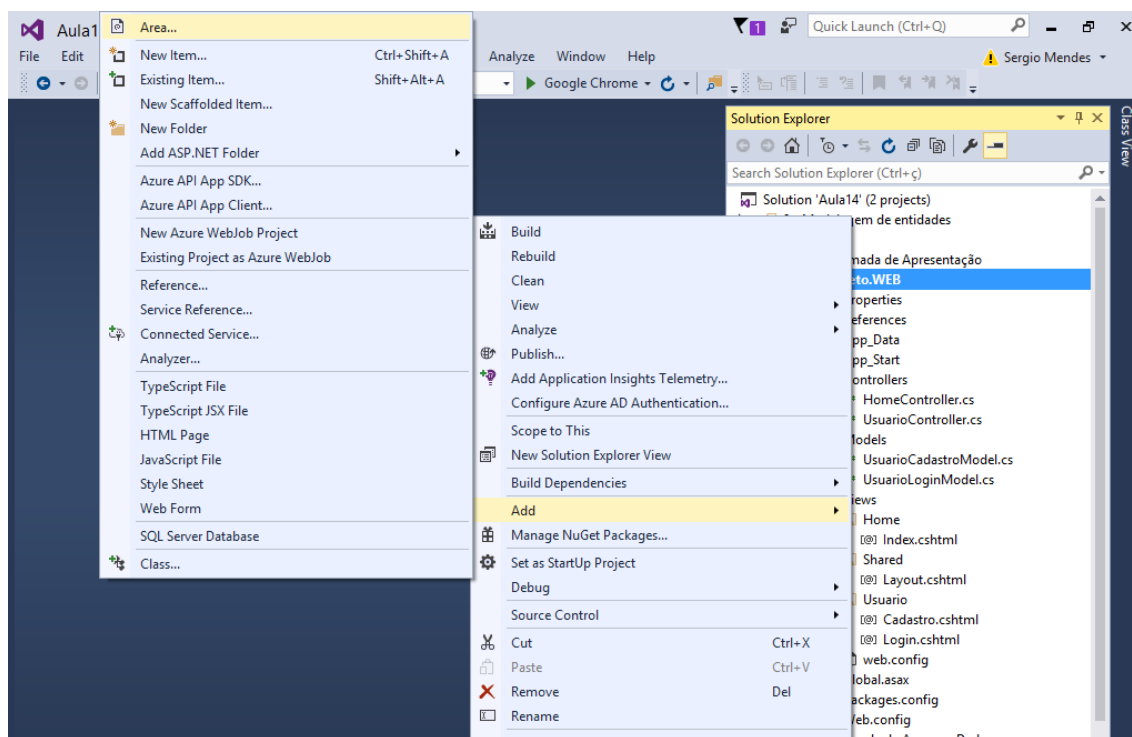 Aula1
Quick Launch (Ctrl+Q)
1
File Edit
Analyze Window Help
Sergio Mendes
Google Chrome
Area...
New Item... Ctrl+Shift+A
Existing Item... Shift+Alt+A
New Scaffolded Item...
New Folder
Add ASP.NET Folder
Azure API App SDK...
Azure API App Client...
New Azure WebJob Project
Existing Project as Azure WebJob
Reference...
Service Reference...
Connected Service...
Analyzer...
TypeScript File
TypeScript JSX File
HTML Page
JavaScript File
Style Sheet
Web Form
SQL Server Database
Class...
Build
Rebuild
Clean
View
Analyze
Publish...
Add Application Insights Telemetry...
Configure Azure AD Authentication...
Scope to This
New Solution Explorer View
Build Dependencies
Add
Manage NuGet Packages...
Set as StartUp Project
Debug
Source Control
Cut Ctrl+X
Paste Ctrl+V
Remove Del
Rename
Solution Explorer
Search Solution Explorer (Ctrl+ç)
Solution 'Aula14' (2 projects)
em de entidades
mada de Apresentação
eto.WEB
roperties
eferences
pp_Data
pp_Start
ontrollers
HomeController.cs
UsuarioController.cs
odels
UsuarioCadastroModel.cs
UsuarioLoginModel.cs
iews
Home
Index.cshtml
Shared
Layout.cshtml
Usuario
Cadastro.cshtml
Login.cshtml
web.config
lobal.asax
ackages.config
eb.config
Class View